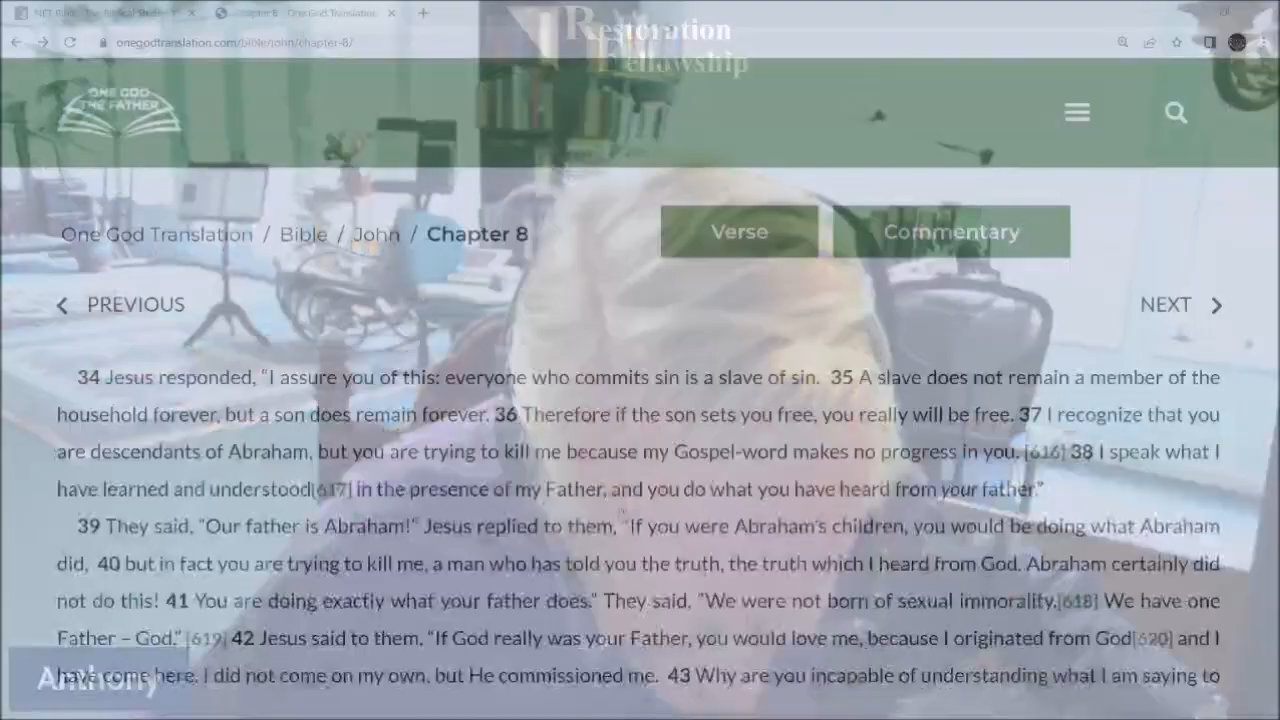 Restoration
Fellowship
onegodtranslation.com/bible/john/chapter-8/
ONE GOD
THE FATHER
One God Translation / Bible / John / Chapter 8
Verse
Commentary
PREVIOUS
NEXT
34 Jesus responded, “I assure you of this: everyone who commits sin is a slave of sin. 35 A slave does not remain a member of the
household forever, but a son does remain forever. 36 Therefore if the son sets you free, you really will be free. 37 I recognize that you
are descendants of Abraham, but you are trying to kill me because my Gospel-word makes no progress in you. [616] 38 I speak what I
have learned and understood[617] in the presence of my Father, and you do what you have heard from your father.”
39 They said, “Our father is Abraham!” Jesus replied to them, “If you were Abraham’s children, you would be doing what Abraham
did, 40 but in fact you are trying to kill me, a man who has told you the truth, the truth which I heard from God. Abraham certainly did
not do this! 41 You are doing exactly what your father does.” They said, “We were not born of sexual immorality.[618] We have one
Father – God.” [619] 42 Jesus said to them, “If God really was your Father, you would love me, because I originated from God[620] and I
have come here. I did not come on my own, but He commissioned me. 43 Why are you incapable of understanding what I am saying to
Anthony